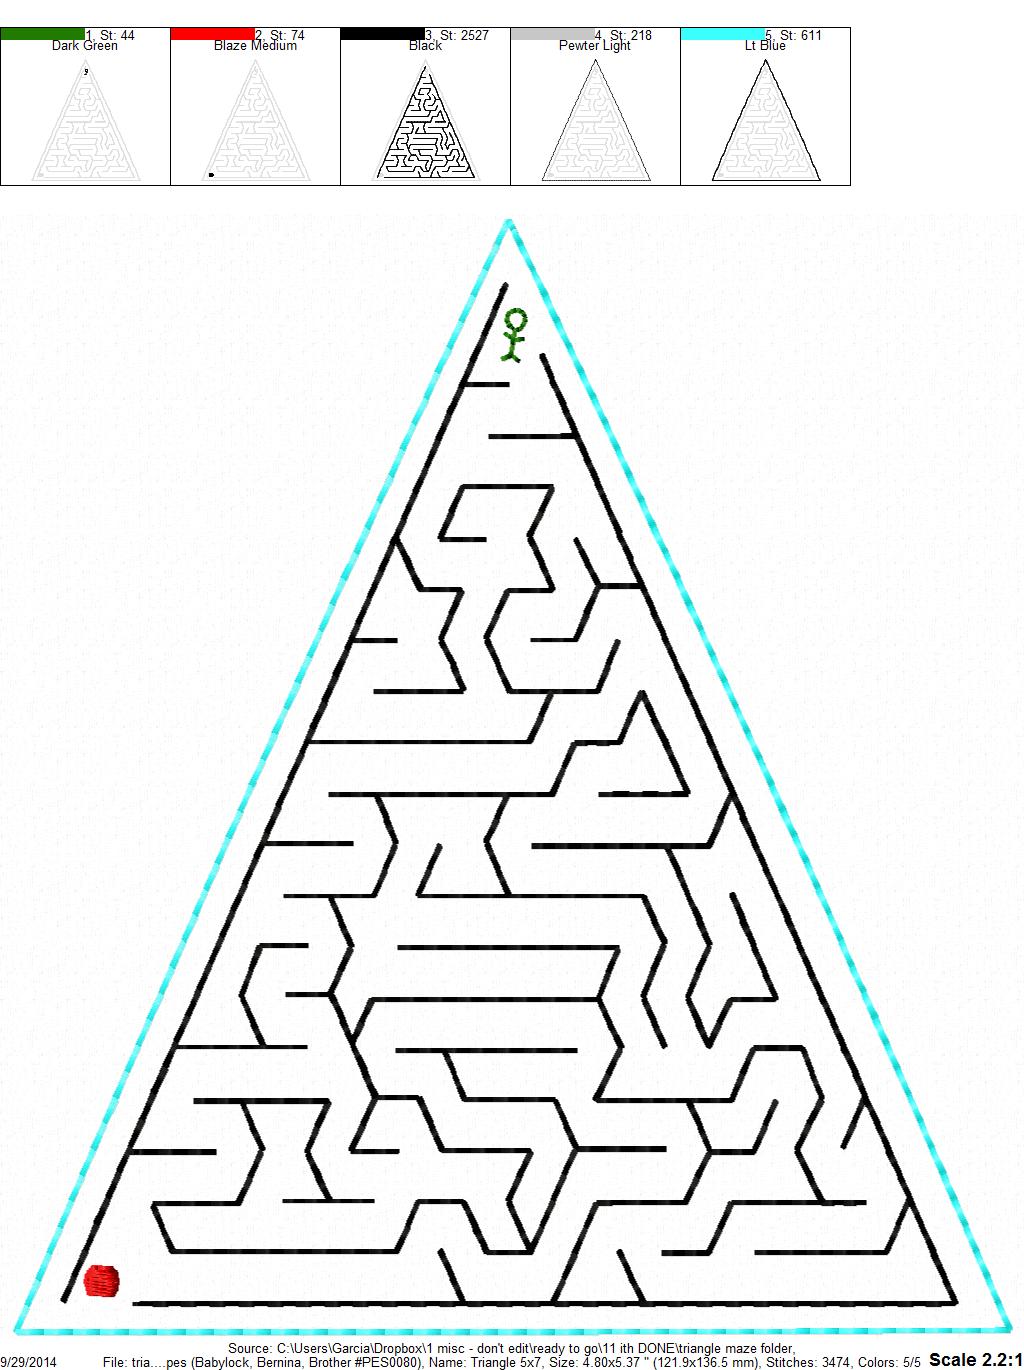 1, St: 44 2, St: 74 3, St: 2527 4, St: 218 5, St: 611
Dark Green Blaze Medium Black Pewter Light Lt Blue
Source: C:\Users\Garcia\Dropbox\1 misc - don't edit\ready to go\11 ith DONE\triangle maze folder,
9/29/2014 File: tria....pes (Babylock, Bernina, Brother #PES0080), Name: Triangle 5x7, Size: 4.80x5.37 " (121.9x136.5 mm), Stitches: 3474, Colors: 5/5 Scale 2.2:1